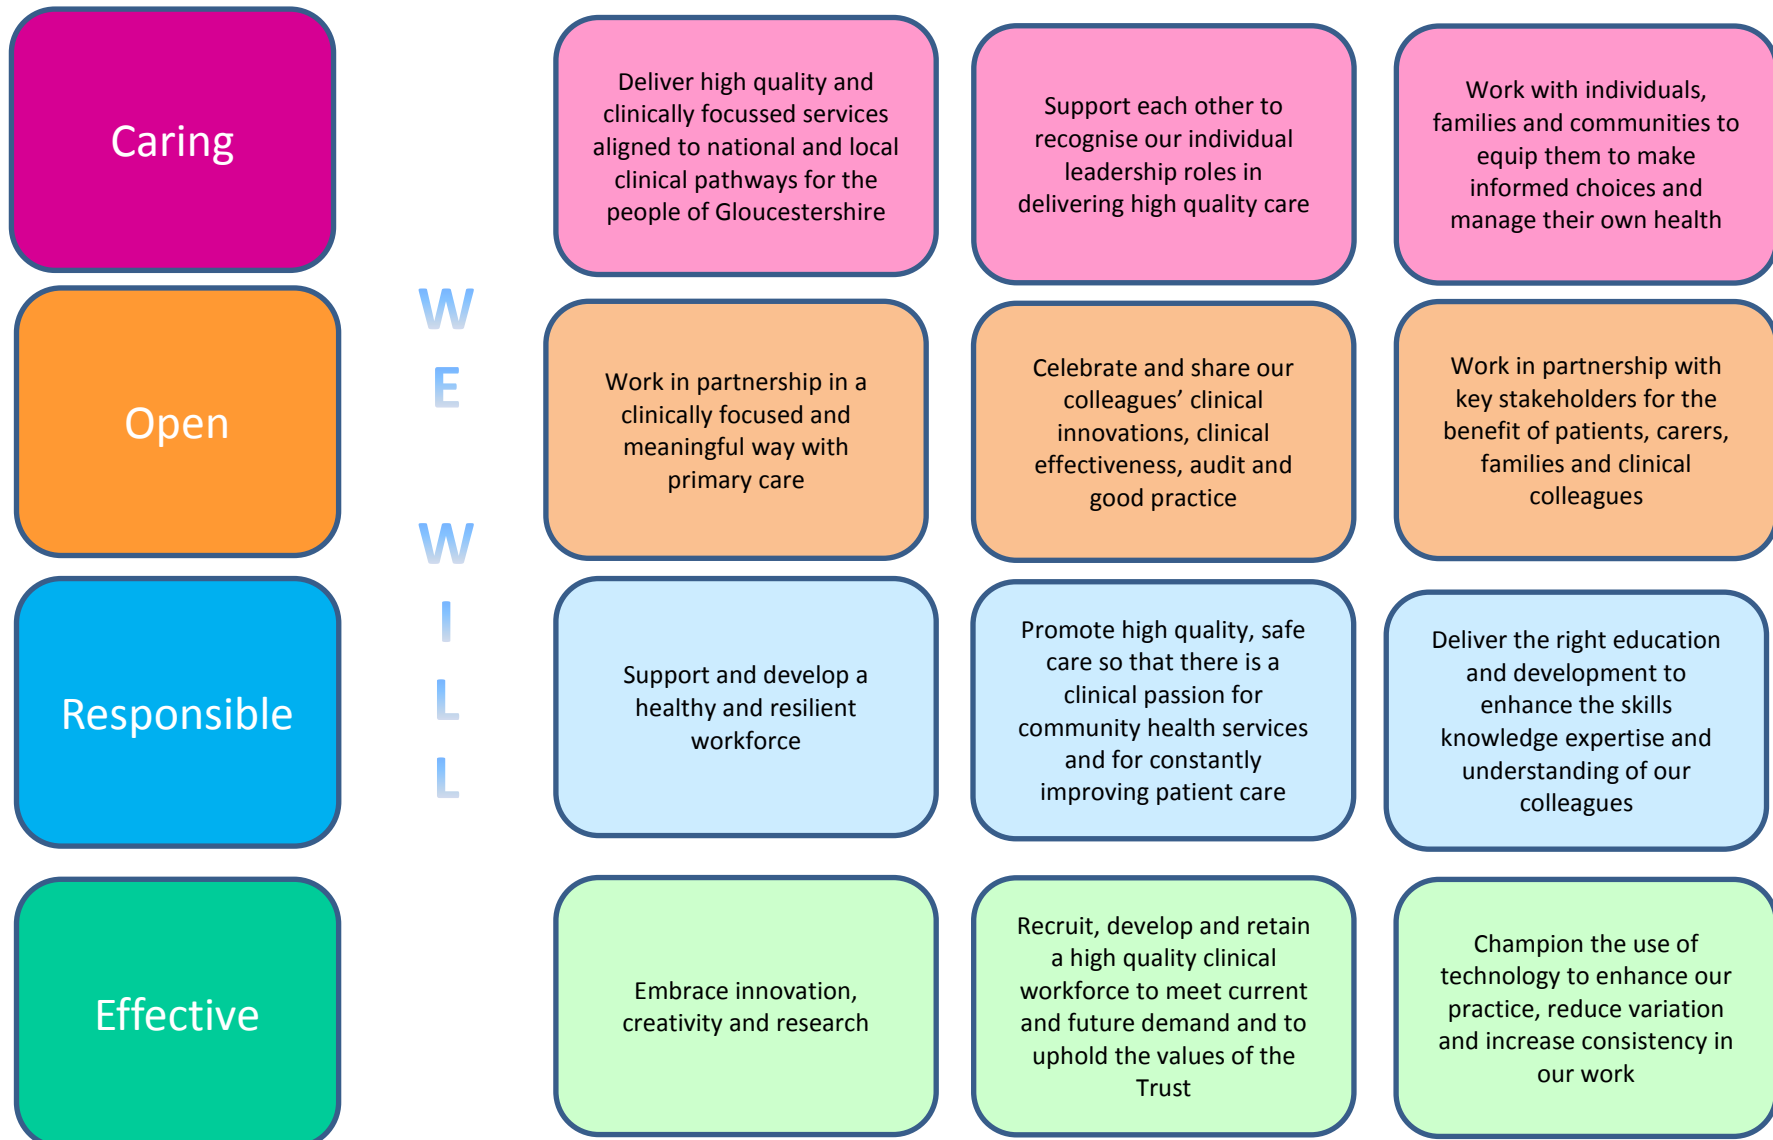 Caring
Deliver high quality and
clinically focussed services
aligned to national and local
clinical pathways for the
people of Gloucestershire
Support each other to
recognise our individual
leadership roles in
delivering high quality care
Work with individuals,
families and communities to
equip them to make
informed choices and
manage their own health
W
E
W
I
L
L
Open
Work in partnership in a
clinically focused and
meaningful way with
primary care
Celebrate and share our
colleagues’ clinical
innovations, clinical
effectiveness, audit and
good practice
Work in partnership with
key stakeholders for the
benefit of patients, carers,
families and clinical
colleagues
Responsible
Support and develop a
healthy and resilient
workforce
Promote high quality, safe
care so that there is a
clinical passion for
community health services
and for constantly
improving patient care
Deliver the right education
and development to
enhance the skills
knowledge expertise and
understanding of our
colleagues
Effective
Embrace innovation,
creativity and research
Recruit, develop and retain
a high quality clinical
workforce to meet current
and future demand and to
uphold the values of the
Trust
Champion the use of
technology to enhance our
practice, reduce variation
and increase consistency in
our work